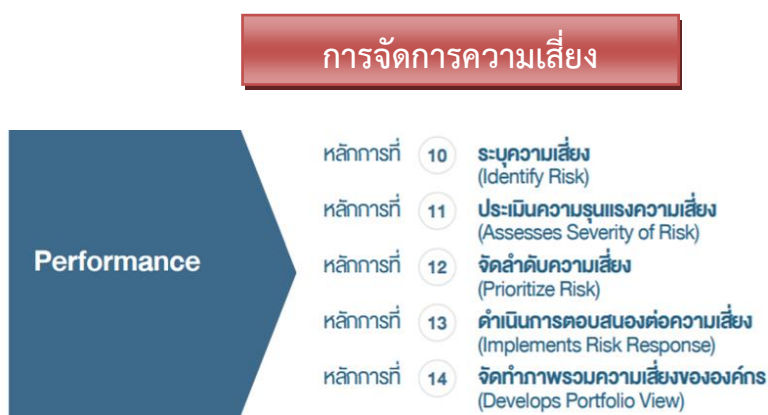 การจัดการความเสี่ยง
Performance
หลักการที่ 10 ระบุความเสี่ยง
(Identify Risk)
หลักการที่ 11 ประเมินความรุนแรงความเสี่ยง
(Assesses Severity of Risk)
หลักการที่ 12 จัดลำดับความเสี่ยง
(Prioritize Risk)
หลักการที่ 13 ดำเนินการตอบสนองต่อความเสี่ยง
(Implements Risk Response)
หลักการที่ 14 จัดทำภาพรวมความเสี่ยงขององค์กร
(Develops Portfolio View)